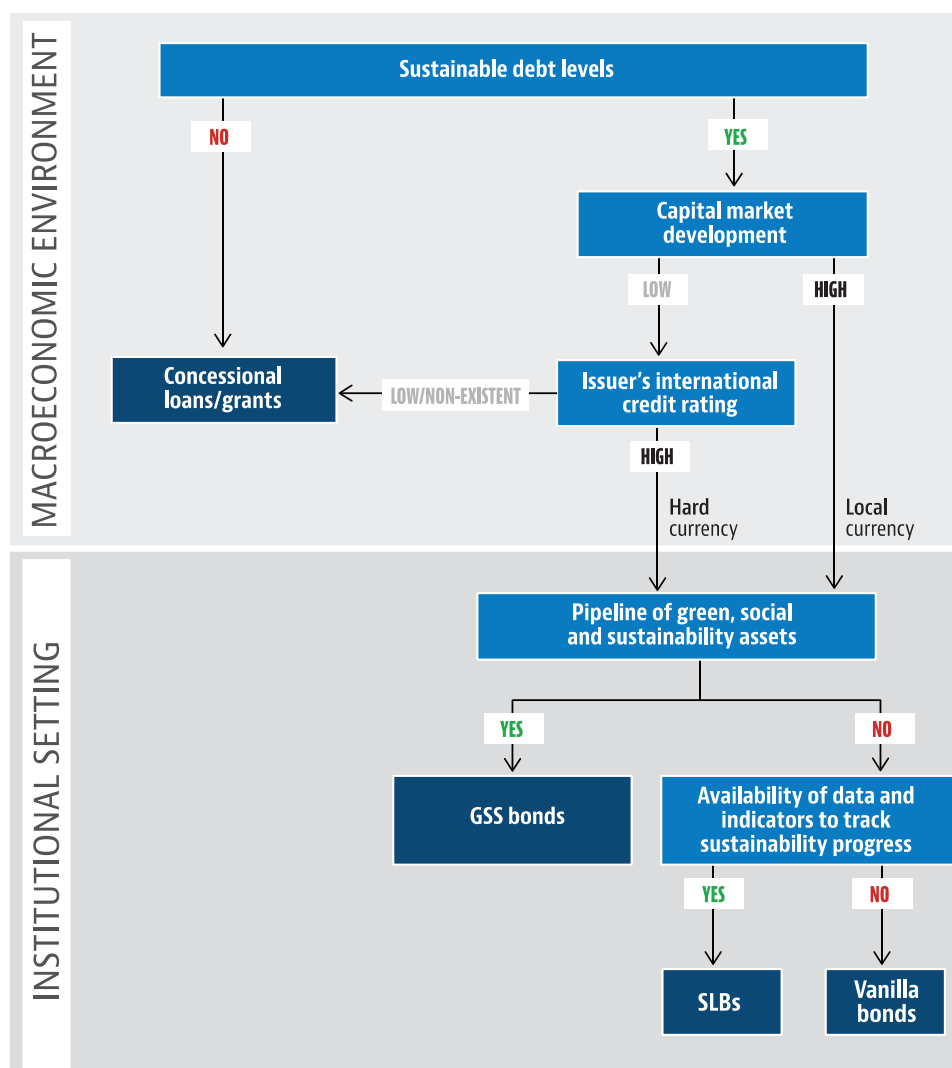 MACROECONOMIC ENVIRONMENT
Sustainable debt levels
NO
YES
Capital market
development
LOW
HIGH
Concessional
loans/grants
LOW/NON-EXISTENT
Issuer's international
credit rating
HIGH
Hard
currency
Local
currency
INSTITUTIONAL SETTING
Pipeline of green, social
and sustainability assets
YES
NO
GSS bonds
Availability of data and
indicators to track
sustainability progress
YES
NO
SLBs
Vanilla
bonds